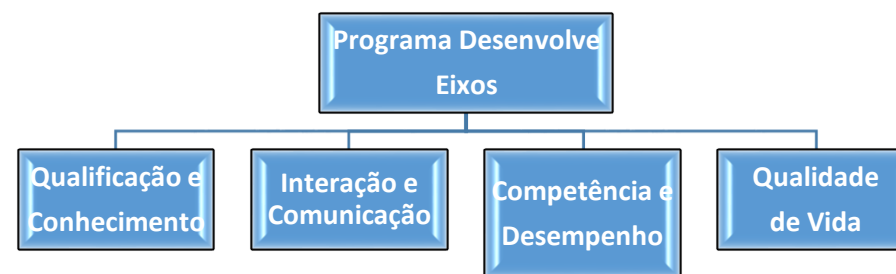 Programa Desenvolve
Eixos
Qualificação e
Conhecimento
Interação e
Comunicação
Competência e
Desempenho
Qualidade
de Vida